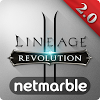 2.0
LINEAGE
II
REVOLUTION
netmarble